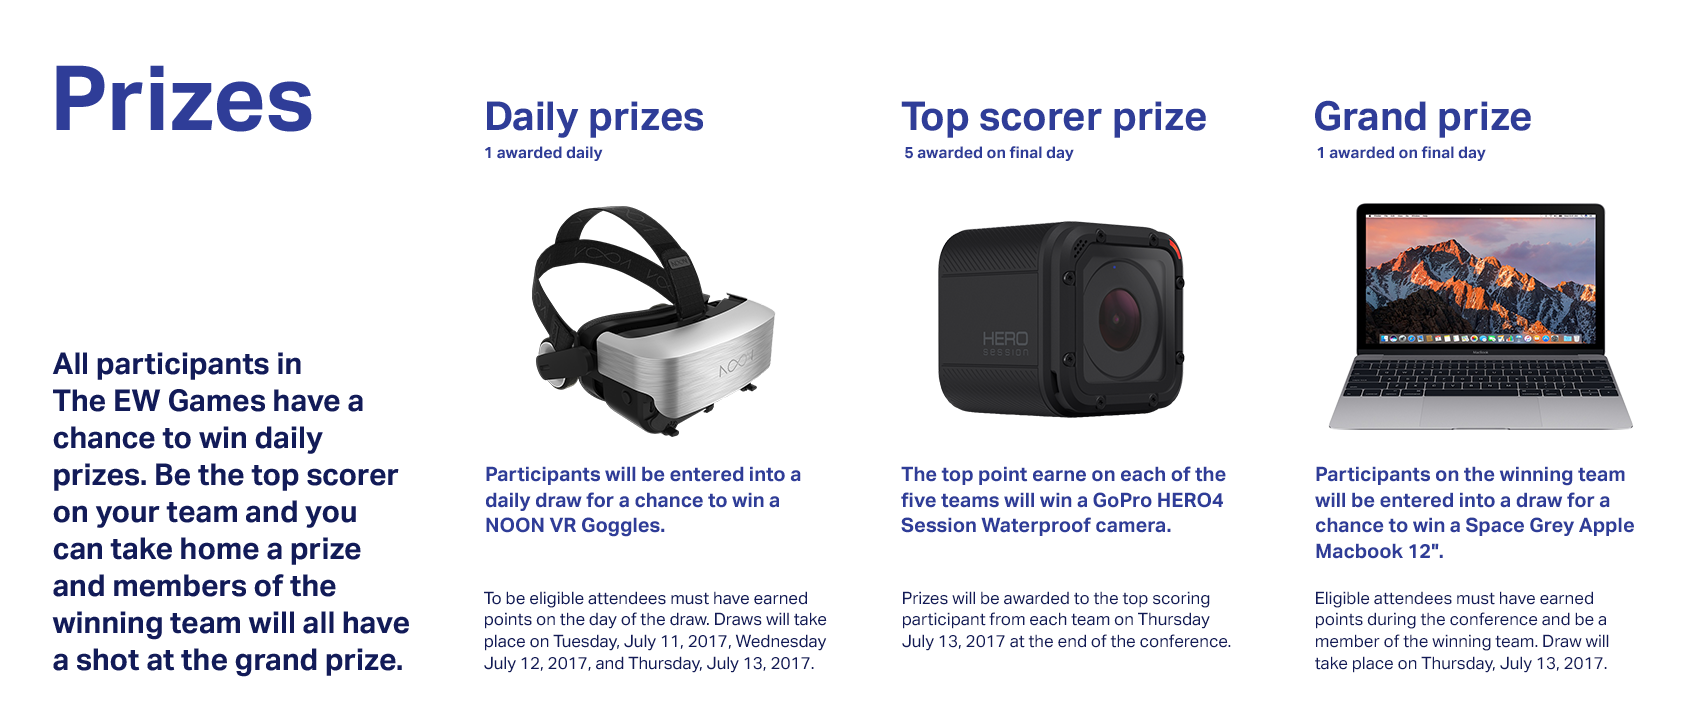 Prizes
All participants in
The EW Games have a
chance to win daily
prizes. Be the top scorer
on your team and you
can take home a prize
and members of the
winning team will all have
a shot at the grand prize.
Daily prizes
1 awarded daily
NOON
NOON
Participants will be entered into a
daily draw for a chance to win a
NOON VR Goggles.
To be eligible attendees must have earned
points on the day of the draw. Draws will take
place on Tuesday, July 11, 2017, Wednesday
July 12, 2017, and Thursday, July 13, 2017.
Top scorer prize
5 awarded on final day
HERO
SESSION
The top point earne on each of the
five teams will win a GoPro HERO4
Session Waterproof camera.
Prizes will be awarded to the top scoring
participant from each team on Thursday
July 13, 2017 at the end of the conference.
Grand prize
1 awarded on final day
MacBook
Participants on the winning team
will be entered into a draw for a
chance to win a Space Grey Apple
Macbook 12".
Eligible attendees must have earned
points during the conference and be a
member of the winning team. Draw will
take place on Thursday, July 13, 2017.